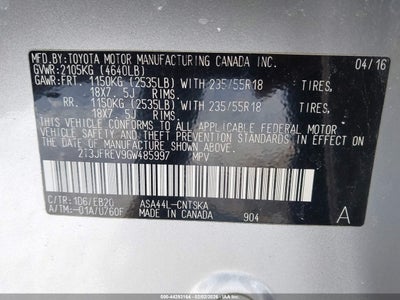 MFD.BY:TOYOTA MOTOR MANUFACTURING CANADA INC. 04/16
GVWR:2105KG (4640LB)
GAWR:FRT. 1150KG (2535LB) WITH 235/55R18 TIRES,
18X7.5J RIMS.
RR. 1150KG (2535LB) WITH 235/55R18 TIRES,
18X7.5J RIMS.
THIS VEHICLE CONFORMS TO ALL APPLICABLE FEDERAL MOTOR
VEHICLE SAFETY, BUMPER, AND THEFT PREVENTION STANDARDS IN
EFFECT ON THE DATE OF MANUFACTURE SHOWN ABOVE.
2T3JFREV9GW485997 MPV
C/TR:1D6/EB20 ASA44L-CNTSKA
A/TM:-01A/U760F MADE IN CANADA 904 A